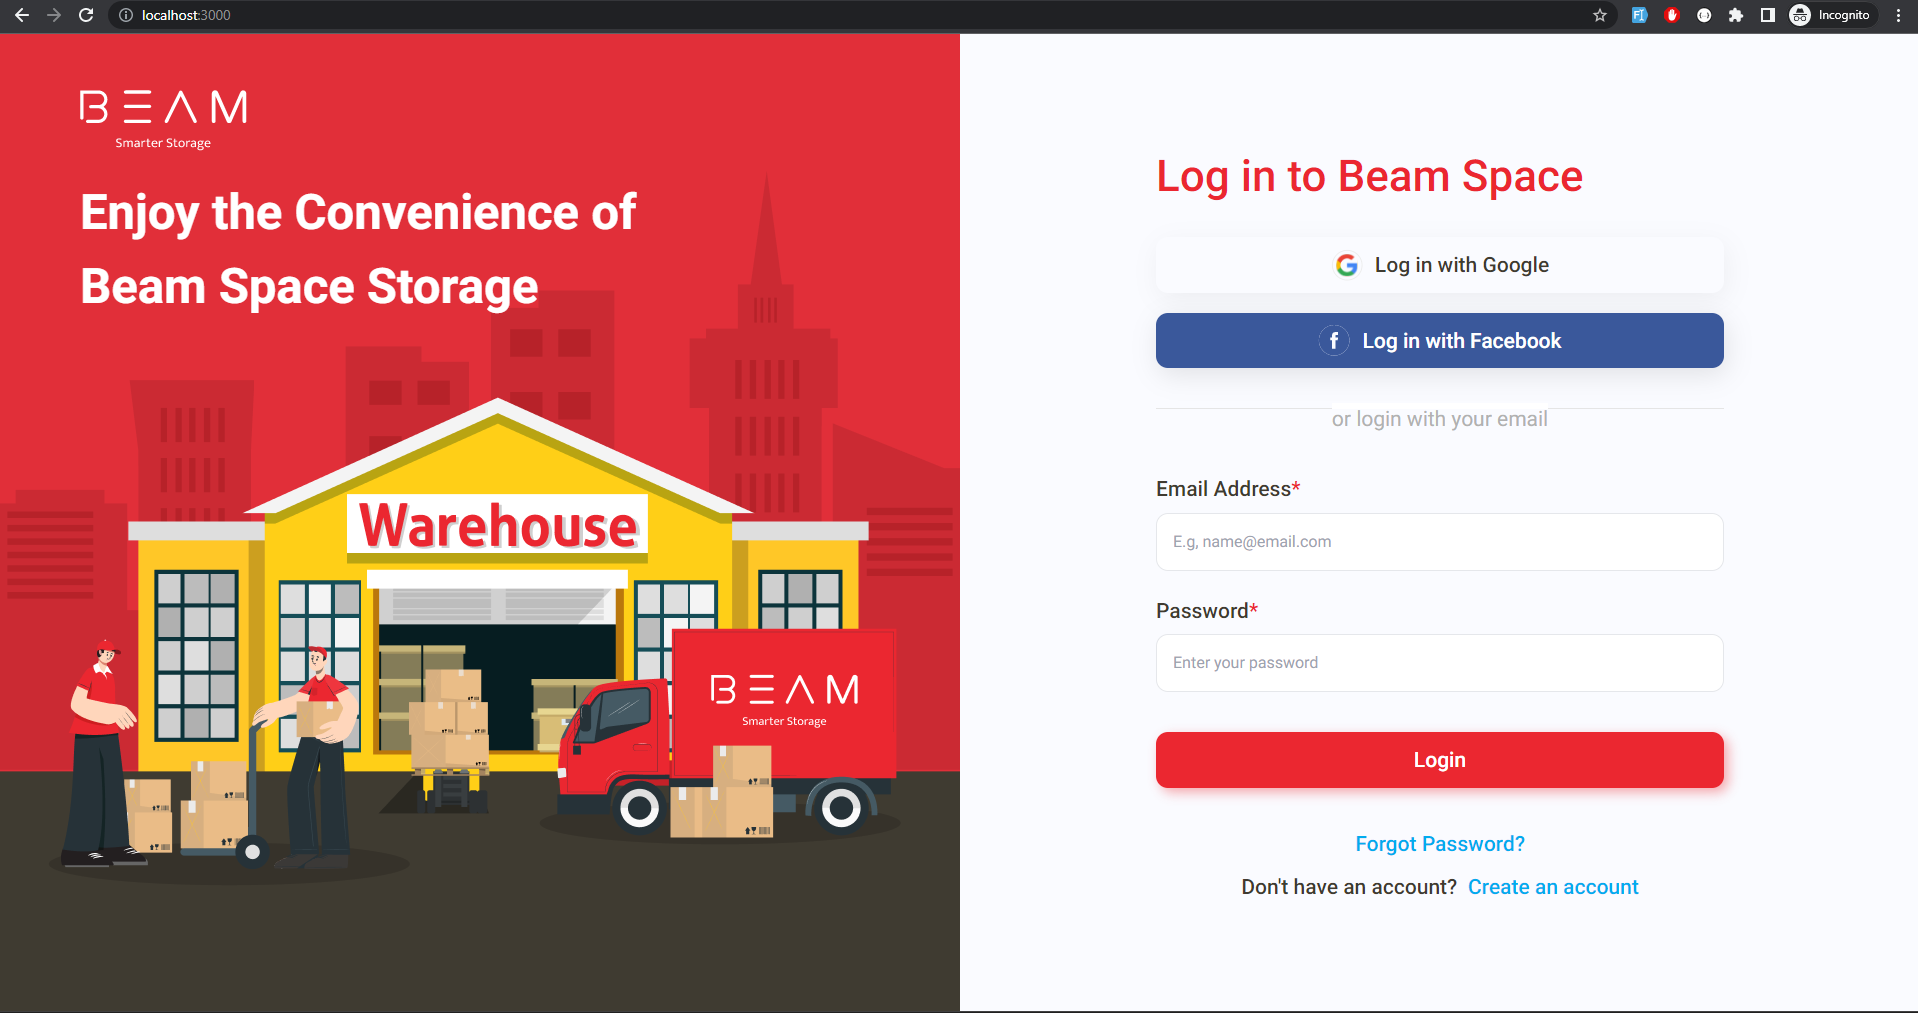 localhost:3000
Incognito
BEAM
Smarter Storage
Enjoy the Convenience of
Beam Space Storage
Warehouse
BEAM
Smarter Storage
Log in to Beam Space
Log in with Google
Log in with Facebook
or login with your email
Email Address*
E.g, name@email.com
Password*
Enter your password
Login
Forgot Password?
Don't have an account? Create an account